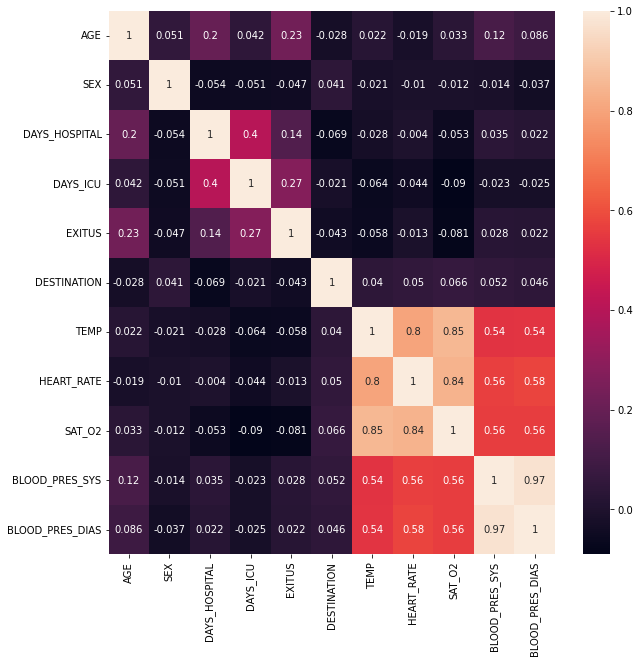 AGE 1 0.051 0.2 0.042 0.23 -0.028 0.022 -0.019 0.033 0.12 0.086
SEX 0.051 1 -0.054 -0.051 -0.047 0.041 -0.021 -0.01 -0.012 -0.014 -0.037
DAYS_HOSPITAL 0.2 -0.054 1 0.4 0.14 -0.069 -0.028 -0.004 -0.053 0.035 0.022
DAYS_ICU 0.042 -0.051 0.4 1 0.27 -0.021 -0.064 -0.044 -0.09 -0.023 -0.025
EXITUS 0.23 -0.047 0.14 0.27 1 -0.043 -0.058 -0.013 -0.081 0.028 0.022
DESTINATION -0.028 0.041 -0.069 -0.021 -0.043 1 0.04 0.05 0.066 0.052 0.046
TEMP 0.022 -0.021 -0.028 -0.064 -0.058 0.04 1 0.8 0.85 0.54 0.54
HEART_RATE -0.019 -0.01 -0.004 -0.044 -0.013 0.05 0.8 1 0.84 0.56 0.58
SAT_O2 0.033 -0.012 -0.053 -0.09 -0.081 0.066 0.85 0.84 1 0.56 0.56
BLOOD_PRES_SYS 0.12 -0.014 0.035 -0.023 0.028 0.052 0.54 0.56 0.56 1 0.97
BLOOD_PRES_DIAS 0.086 -0.037 0.022 -0.025 0.022 0.046 0.54 0.58 0.56 0.97 1
AGE
SEX
DAYS_HOSPITAL
DAYS_ICU
EXITUS
DESTINATION
TEMP
HEART_RATE
SAT_O2
BLOOD_PRES_SYS
BLOOD_PRES_DIAS
1.0
0.8
0.6
0.4
0.2
0.0